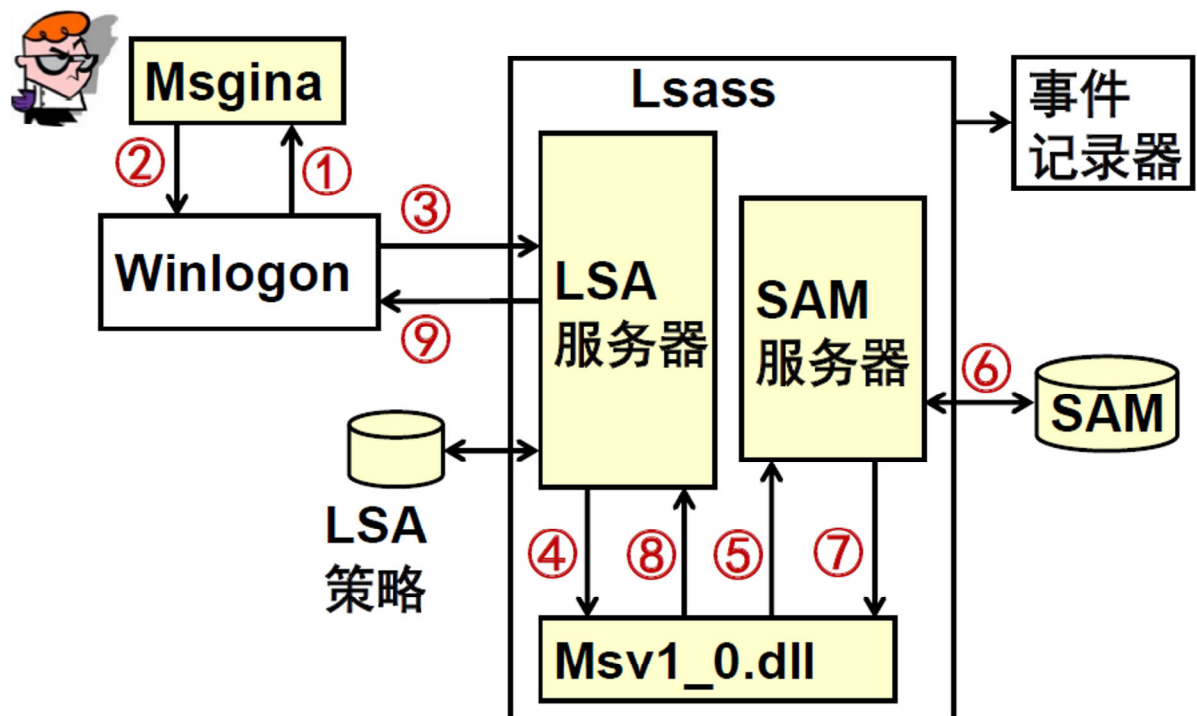 Msgina
②
①
Winlogon
③
⑨
LSA
策略
Lsass
LSA
服务器
SAM
服务器
④
⑧
⑤
⑦
Msv1_0.dll
事件
记录器
⑥
SAM